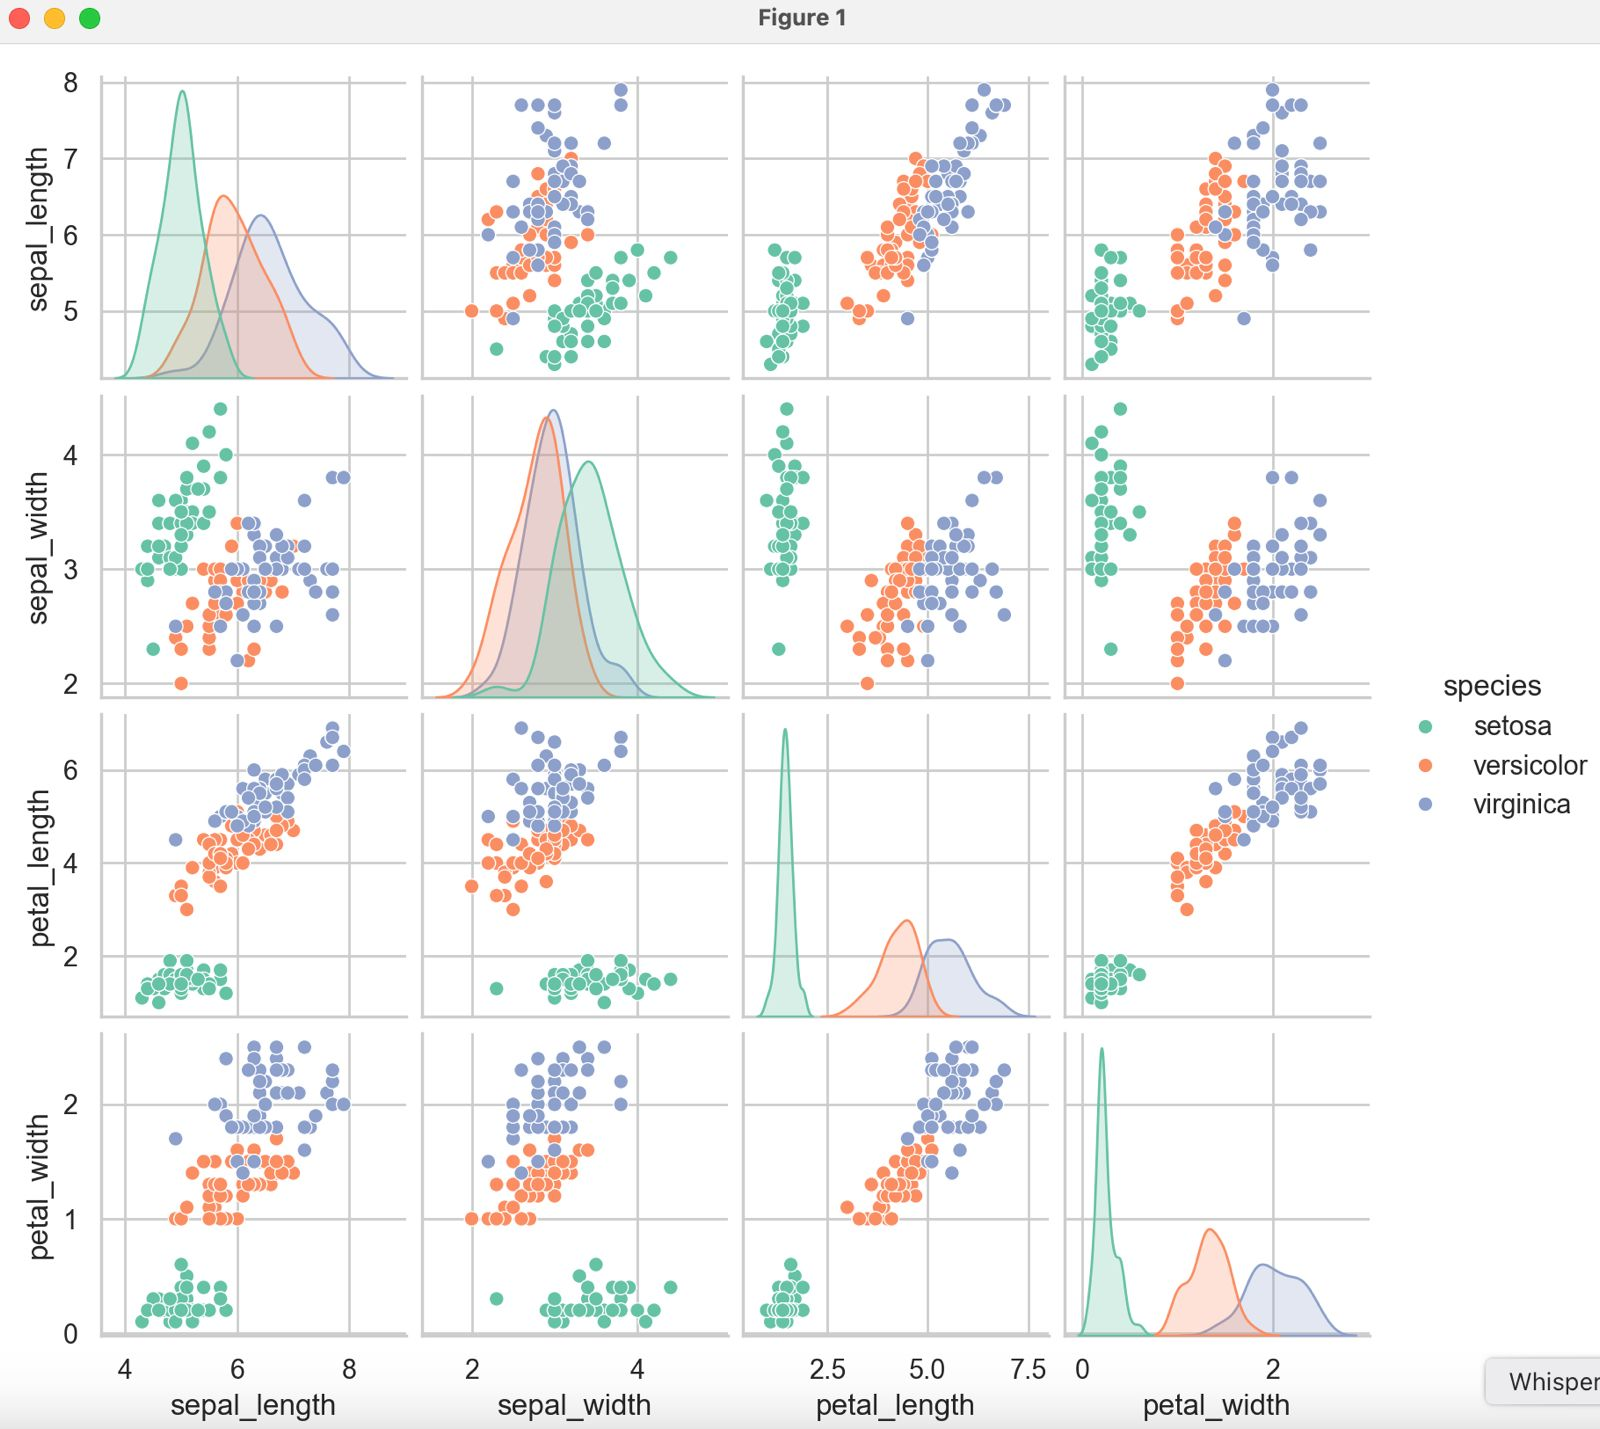 Figure 1
8
7
6
5
sepal_length
4
3
2
sepal_width
6
4
2
petal_length
2
1
0
petal_width
4 6 8 2 4 2.5 5.0 7.5 0 2
sepal_length sepal_width petal_length petal_width
species
setosa
versicolor
virginica
Whisper